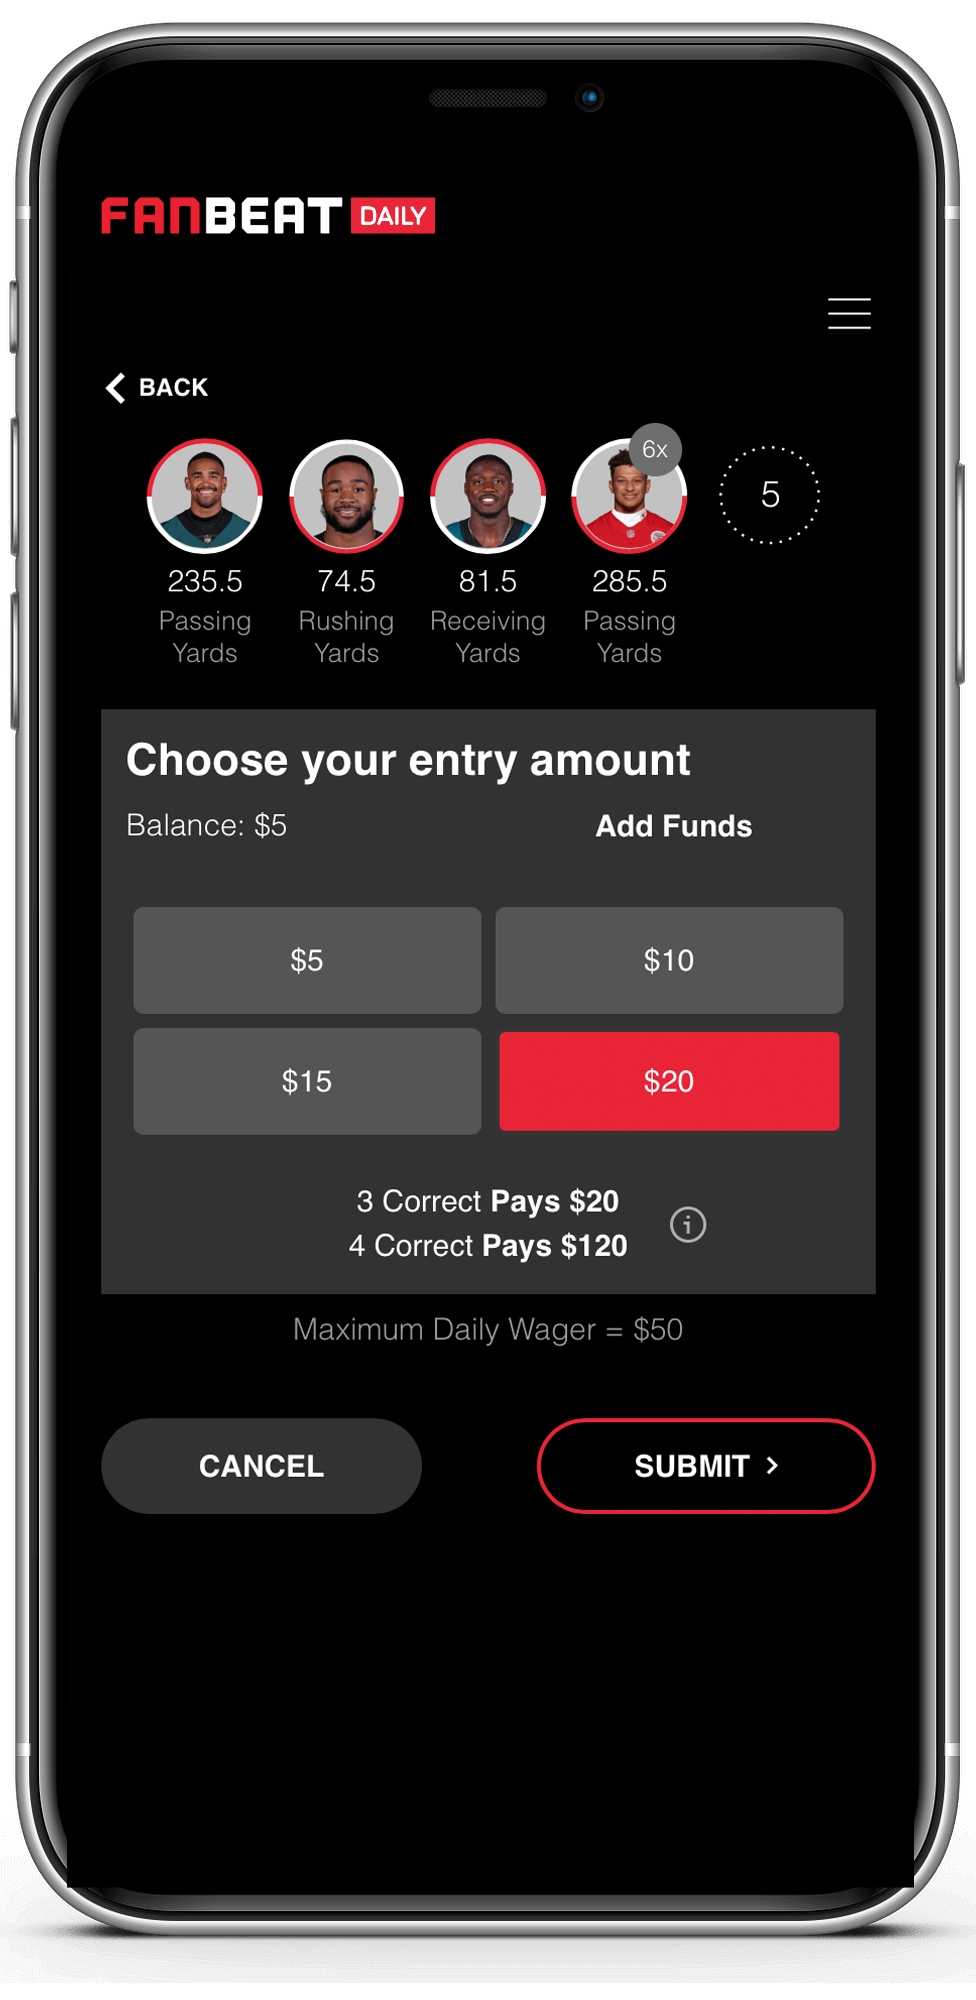 FANBEAT DAILY
BACK
6x
5
235.5 74.5 81.5 285.5
Passing Rushing Receiving Passing
Yards Yards Yards Yards
Choose your entry amount
Balance: $5 Add Funds
$5 $10
$15 $20
3 Correct Pays $20
4 Correct Pays $120
i
Maximum Daily Wager = $50
CANCEL SUBMIT >